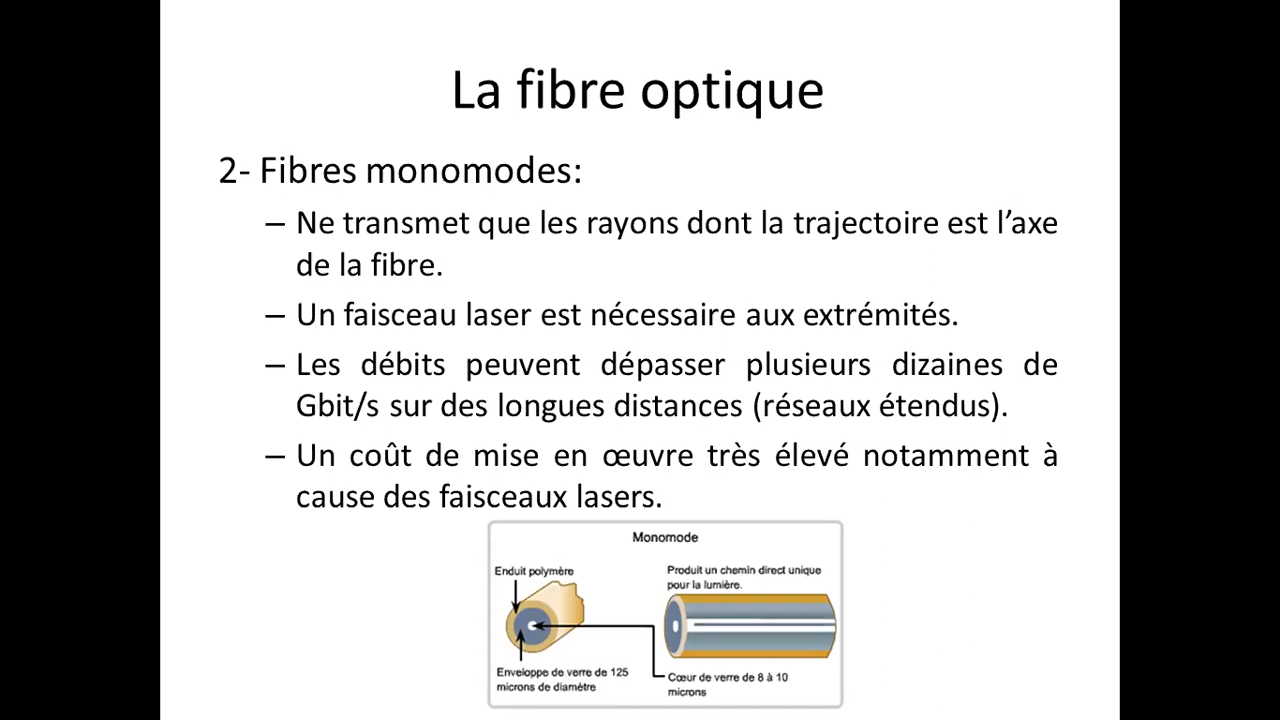 La fibre optique
2- Fibres monomodes:
– Ne transmet que les rayons dont la trajectoire est l’axe
de la fibre.
– Un faisceau laser est nécessaire aux extrémités.
– Les débits peuvent dépasser plusieurs dizaines de
Gbit/s sur des longues distances (réseaux étendus).
– Un coût de mise en œuvre très élevé notamment à
cause des faisceaux lasers.
Monomode
Enduit polymère
Produit un chemin direct unique
pour la lumière.
Enveloppe de verre de 125
microns de diamètre
Cœur de verre de 8 à 10
microns